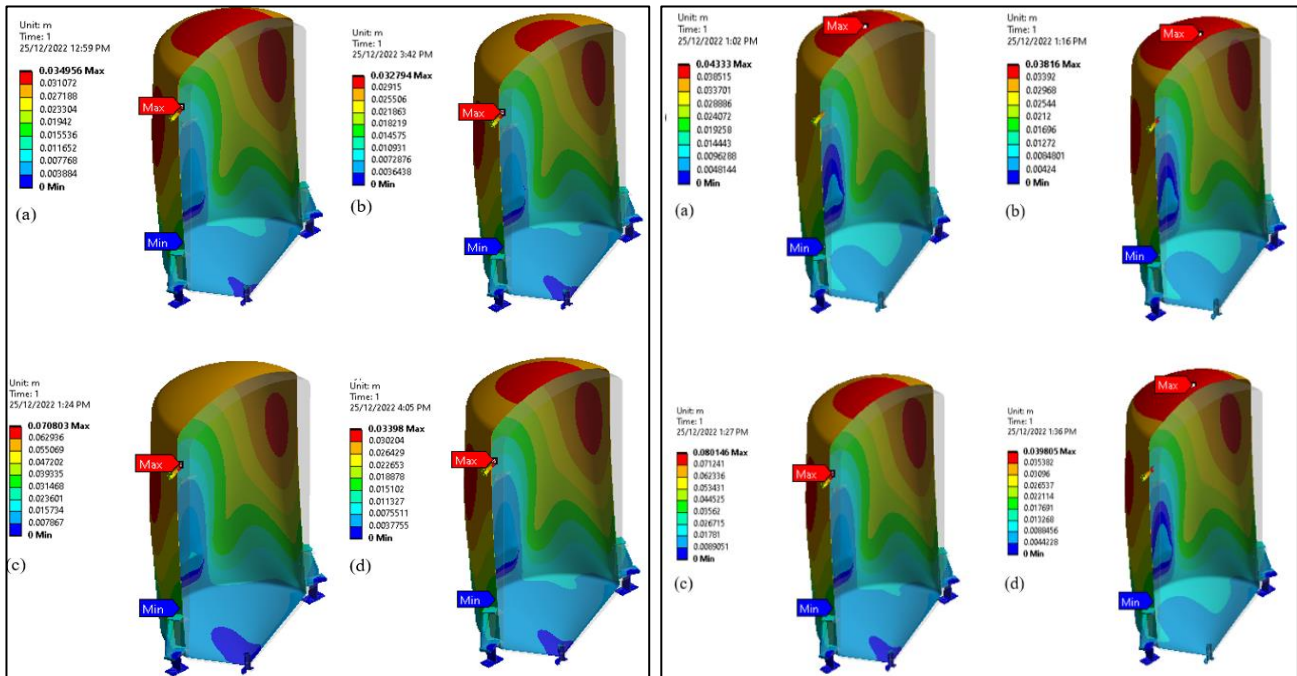 Unit: m
Time: 1
25/12/2022 12:59 PM
0.034956 Max
0.031072
0.027188
0.023304
0.01942
0.015536
0.011652
0.007768
0.003884
0 Min
(a)
Max
Min
Unit: m
Time: 1
25/12/2022 3:42 PM
0.032794 Max
0.02915
0.025506
0.021863
0.018219
0.014575
0.010931
0.0072876
0.0036438
0 Min
(b)
Max
Min
Unit: m
Time: 1
25/12/2022 1:24 PM
0.070803 Max
0.062936
0.055069
0.047202
0.039335
0.031468
0.023601
0.015734
0.007867
0 Min
(c)
Max
Min
Unit: m
Time: 1
25/12/2022 4:05 PM
0.03398 Max
0.030204
0.026429
0.022653
0.018878
0.015102
0.011327
0.0075511
0.0037755
0 Min
(d)
Max
Min
Unit: m
Time: 1
25/12/2022 1:02 PM
0.04333 Max
0.038515
0.033701
0.028886
0.024072
0.019258
0.014443
0.0096288
0.0048144
0 Min
(a)
Max
Min
Unit: m
Time: 1
25/12/2022 1:16 PM
0.03816 Max
0.03392
0.02968
0.02544
0.0212
0.01696
0.01272
0.0084801
0.00424
0 Min
(b)
Max
Min
Unit: m
Time: 1
25/12/2022 1:27 PM
0.080146 Max
0.071241
0.062336
0.053431
0.044525
0.03562
0.026715
0.01781
0.0089051
0 Min
(c)
Max
Min
Unit: m
Time: 1
25/12/2022 1:36 PM
0.039805 Max
0.035382
0.03096
0.026537
0.022114
0.017691
0.013268
0.0088456
0.0044228
0 Min
(d)
Max
Min